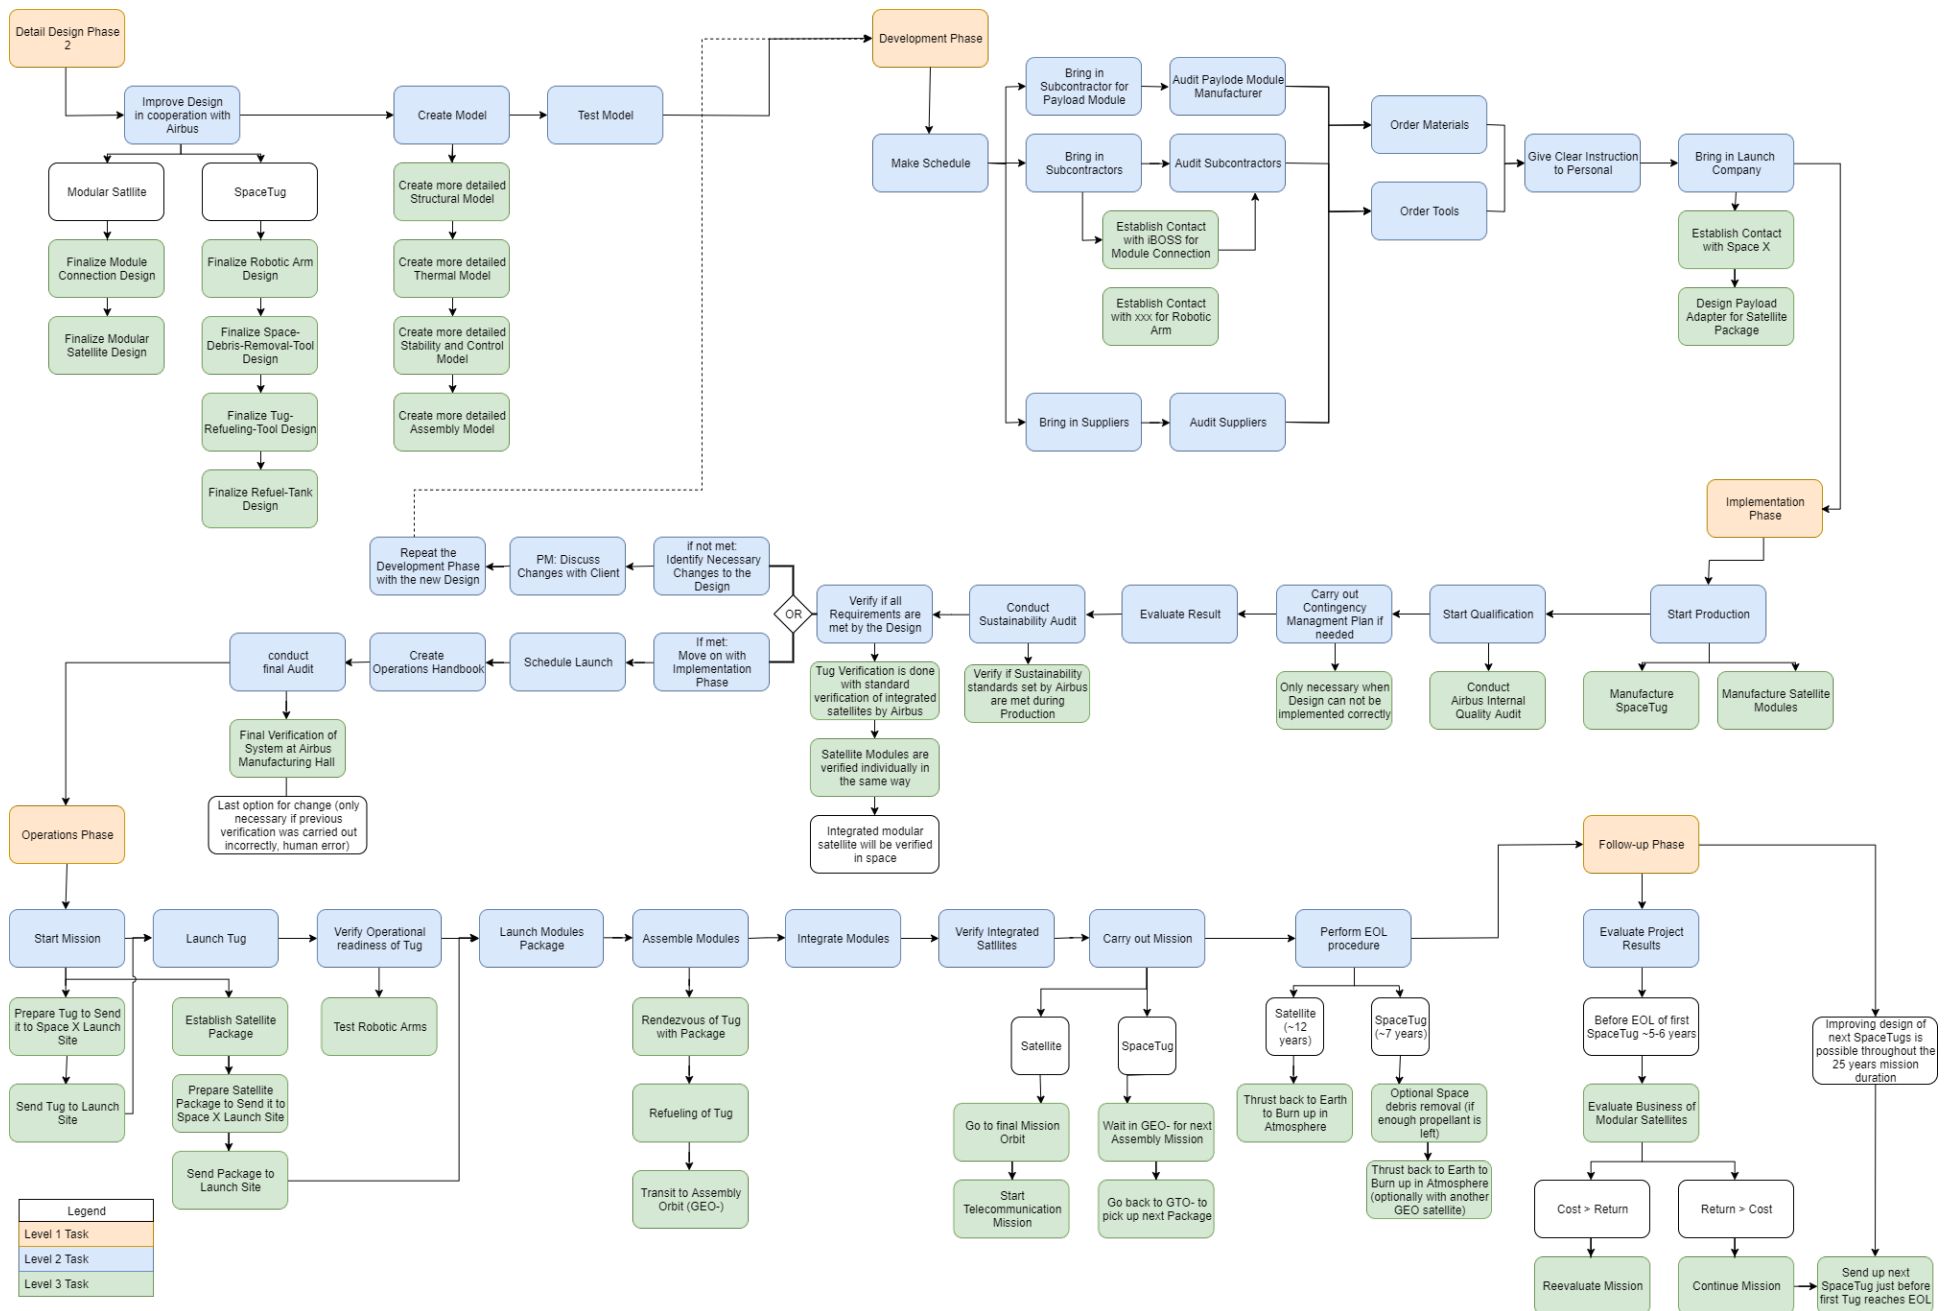 Detail Design Phase
2
Improve Design
in cooperation with
Airbus
Create Model
Test Model
Modular Satllite
SpaceTug
Finalize Module
Connection Design
Finalize Modular
Satellite Design
Finalize Robotic Arm
Design
Finalize Space-
Debris-Removal-Tool
Design
Finalize Tug-
Refueling-Tool Design
Finalize Refuel-Tank
Design
Create more detailed
Structural Model
Create more detailed
Thermal Model
Create more detailed
Stability and Control
Model
Create more detailed
Assembly Model
Development Phase
Make Schedule
Bring in
Subcontractor for
Payload Module
Audit Paylode Module
Manufacturer
Bring in
Subcontractors
Audit Subcontractors
Establish Contact
with iBOSS for
Module Connection
Establish Contact
with xxx for Robotic
Arm
Bring in Suppliers
Audit Suppliers
Order Materials
Order Tools
Give Clear Instruction
to Personal
Bring in Launch
Company
Establish Contact
with Space X
Design Payload
Adapter for Satellite
Package
Implementation
Phase
Start Production
Manufacture
SpaceTug
Manufacture Satellite
Modules
Start Qualification
Conduct
Airbus Internal
Quality Audit
Carry out
Contingency
Managment Plan if
needed
Only necessary when
Design can not be
implemented correctly
Evaluate Result
Conduct
Sustainability Audit
Verify if Sustainability
standards set by Airbus
are met during
Production
Verify if all
Requirements are
met by the Design
Tug Verification is done
with standard
verification of integrated
satellites by Airbus
Satellite Modules are
verified individually in
the same way
Integrated modular
satellite will be verified
in space
OR
if not met:
Identify Necessary
Changes to the
Design
PM: Discuss
Changes with Client
Repeat the
Development Phase
with the new Design
If met:
Move on with
Implementation
Phase
Schedule Launch
Create
Operations Handbook
conduct
final Audit
Final Verification of
System at Airbus
Manufacturing Hall
Last option for change (only
necessary if previous
verification was carried out
incorrectly, human error)
Operations Phase
Start Mission
Prepare Tug to Send
it to Space X Launch
Site
Send Tug to Launch
Site
Establish Satellite
Package
Prepare Satellite
Package to Send it to
Space X Launch Site
Send Package to
Launch Site
Launch Tug
Verify Operational
readiness of Tug
Test Robotic Arms
Launch Modules
Package
Assemble Modules
Rendezvous of Tug
with Package
Refueling of Tug
Transit to Assembly
Orbit (GEO-)
Integrate Modules
Verify Integrated
Satllites
Carry out Mission
Satellite
SpaceTug
Go to final Mission
Orbit
Start
Telecommunication
Mission
Wait in GEO- for next
Assembly Mission
Go back to GTO- to
pick up next Package
Perform EOL
procedure
Satellite
(~12
years)
SpaceTug
(~7 years)
Thrust back to Earth
to Burn up in
Atmosphere
Optional Space
debris removal (if
enough propellant is
left)
Thrust back to Earth to
Burn up in Atmosphere
(optionally with another
GEO satellite)
Follow-up Phase
Evaluate Project
Results
Before EOL of first
SpaceTug ~5-6 years
Evaluate Business of
Modular Satellites
Cost > Return
Return > Cost
Reevaluate Mission
Continue Mission
Improving design of
next SpaceTugs is
possible throughout the
25 years mission
duration
Send up next
SpaceTug just before
first Tug reaches EOL
Legend
Level 1 Task
Level 2 Task
Level 3 Task